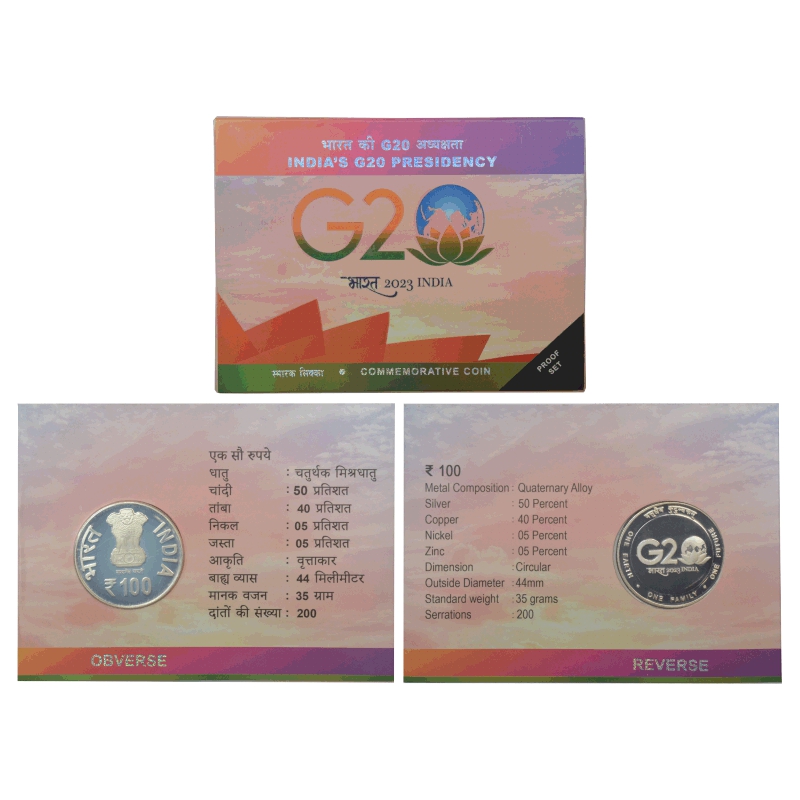 भारत की G20 अध्यक्षता
INDIA'S G20 PRESIDENCY
G20
भारत 2023 INDIA
स्मारक सिक्का COMMEMORATIVE COIN
PROOF
SET
एक सौ रुपये
धातु : चतुर्थक मिश्रधातु
चांदी : 50 प्रतिशत
तांबा : 40 प्रतिशत
निकल : 05 प्रतिशत
जस्ता : 05 प्रतिशत
आकृति : वृत्ताकार
बाह्य व्यास : 44 मिलीमीटर
मानक वजन : 35 ग्राम
दांतों की संख्या : 200
भारत
INDIA
₹100
OBVERSE
₹ 100
Metal Composition : Quaternary Alloy
Silver : 50 Percent
Copper : 40 Percent
Nickel : 05 Percent
Zinc : 05 Percent
Dimension : Circular
Outside Diameter : 44mm
Standard weight : 35 grams
Serrations : 200
वसुधैव कुटुम्बकम्
G20
भारत 2023 INDIA
ONE EARTH • ONE FAMILY • ONE FUTURE
REVERSE